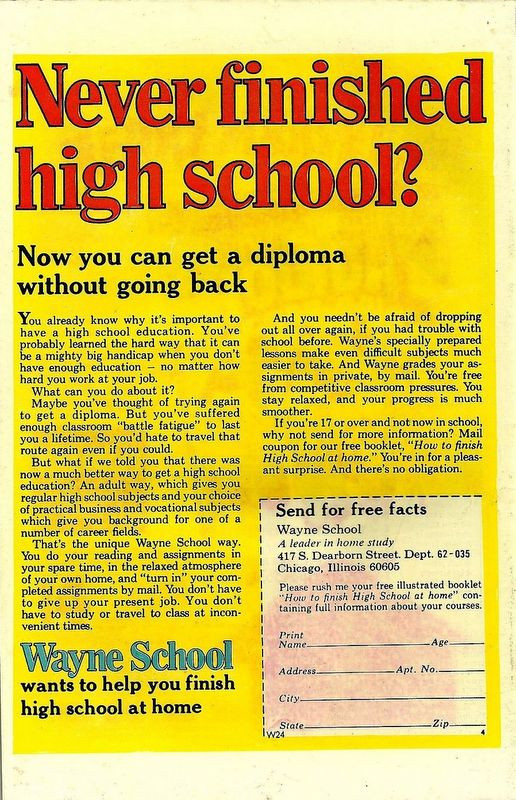 Never finished
high school?
Now you can get a diploma
without going back
You already know why it's important to
have a high school education. You've
probably learned the hard way that it can
be a mighty big handicap when you don't
have enough education – no matter how
hard you work at your job.
What can you do about it?
Maybe you've thought of trying again
to get a diploma. But you've suffered
enough classroom "battle fatigue" to last
you a lifetime. So you'd hate to travel that
route again even if you could.
But what if we told you that there was
now a much better way to get a high school
education? An adult way, which gives you
regular high school subjects and your choice
of practical business and vocational subjects
which give you background for one of a
number of career fields.
That's the unique Wayne School way.
You do your reading and assignments in
your spare time, in the relaxed atmosphere
of your own home, and "turn in" your com-
pleted assignments by mail. You don't have
to give up your present job. You don't
have to study or travel to class at incon-
venient times.
Wayne School
wants to help you finish
high school at home
And you needn't be afraid of dropping
out all over again, if you had trouble with
school before. Wayne's specially prepared
lessons make even difficult subjects much
easier to take. And Wayne grades your as-
signments in private, by mail. You're free
from competitive classroom pressures. You
stay relaxed, and your progress is much
smoother.
If you're 17 or over and not now in school,
why not send for more information? Mail
coupon for our free booklet, "How to finish
High School at home." You're in for a pleas-
ant surprise. And there's no obligation.
Send for free facts
Wayne School
A leader in home study
417 S. Dearborn Street. Dept. 62-035
Chicago, Illinois 60605
Please rush me your free illustrated booklet
"How to finish High School at home" con-
taining full information about your courses.
Print
Name Age
Address Apt. No.
City
State Zip
W24 4